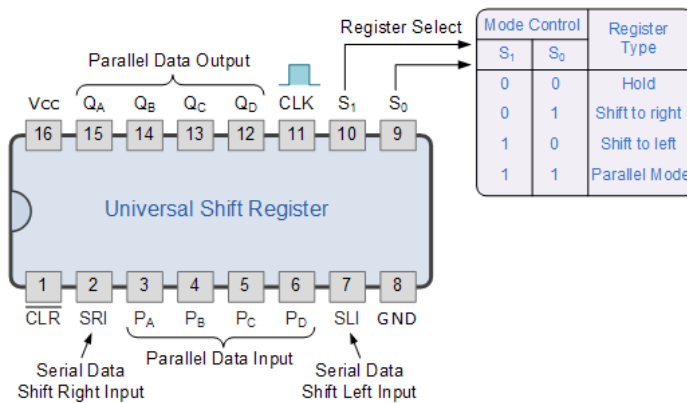 Register Select
Mode Control
Register Type
S1 S0
0 0 Hold
0 1 Shift to right
1 0 Shift to left
1 1 Parallel Mode
Parallel Data Output
Vcc QA QB QC QD CLK S1 S0
16 15 14 13 12 11 10 9
Universal Shift Register
1 2 3 4 5 6 7 8
CLR SRI PA PB PC PD SLI GND
Serial Data
Shift Right Input
Parallel Data Input
Serial Data
Shift Left Input